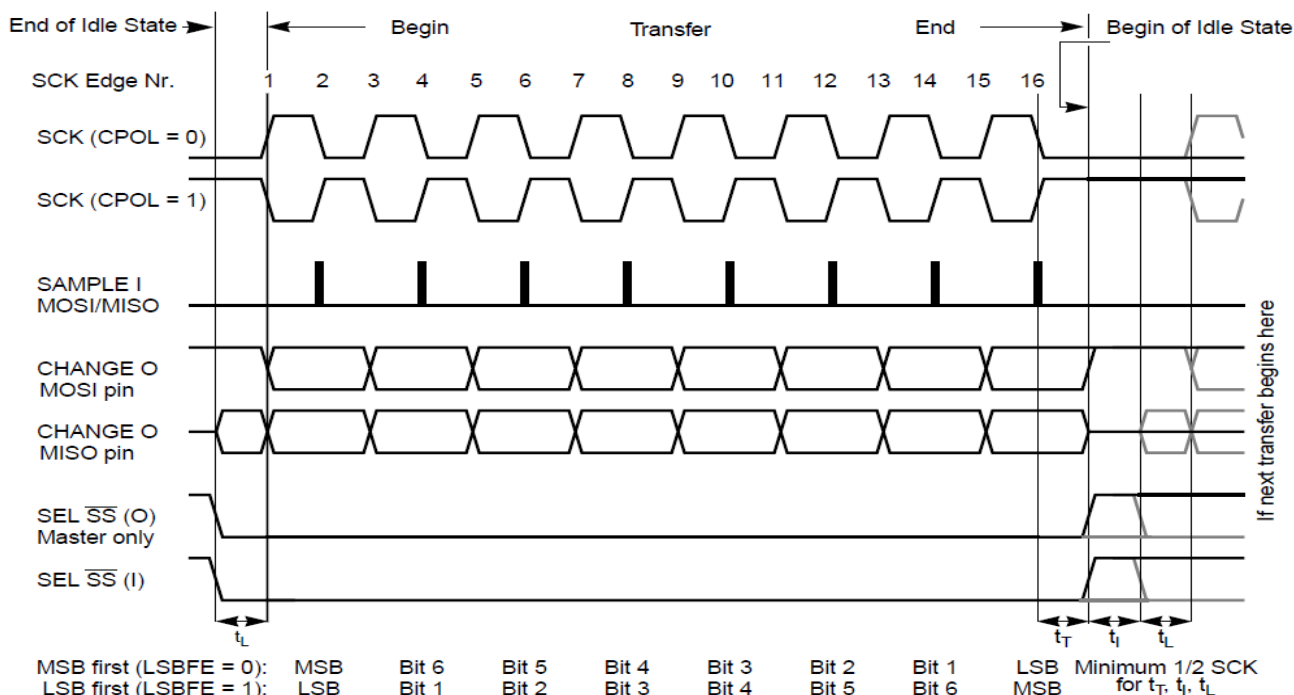 End of Idle State Begin Transfer End Begin of Idle State
SCK Edge Nr. 1 2 3 4 5 6 7 8 9 10 11 12 13 14 15 16
SCK (CPOL = 0)
SCK (CPOL = 1)
SAMPLE I
MOSI/MISO
CHANGE O
MOSI pin
CHANGE O
MISO pin
SEL SS (O)
Master only
SEL SS (I)
If next transfer begins here
tL tT tI tL
MSB first (LSBFE = 0): MSB Bit 6 Bit 5 Bit 4 Bit 3 Bit 2 Bit 1 LSB Minimum 1/2 SCK
LSB first (LSBFE = 1): LSB Bit 1 Bit 2 Bit 3 Bit 4 Bit 5 Bit 6 MSB for tT, tI, tL